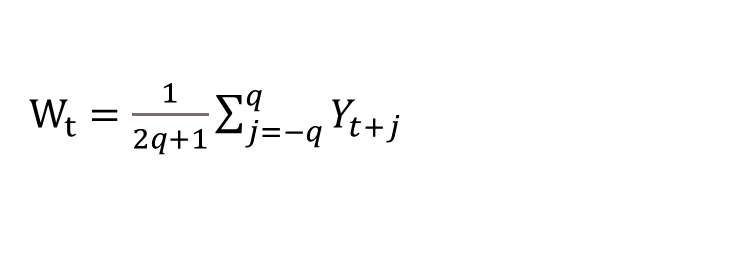 W_t = \frac{1}{2q+1} \sum_{j=-q}^{q} Y_{t+j}